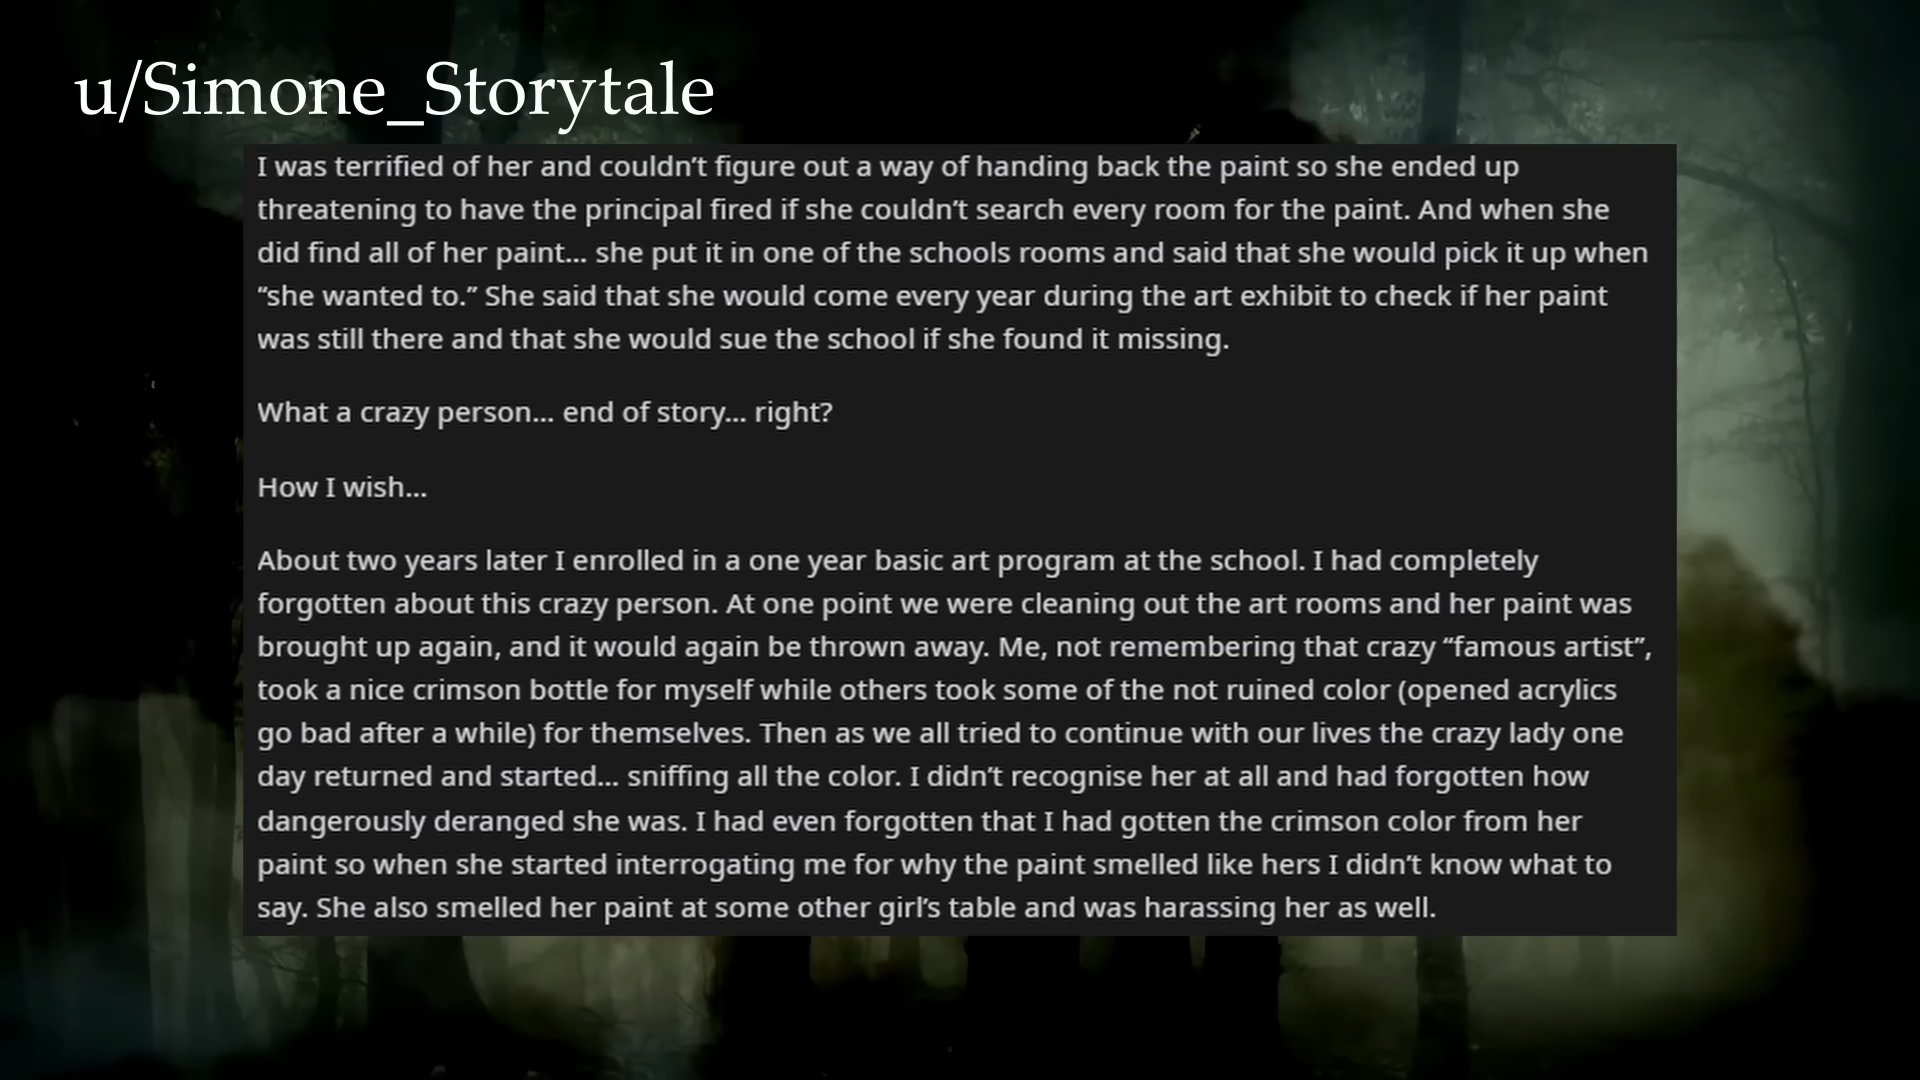 u/Simone_Storytale
I was terrified of her and couldn’t figure out a way of handing back the paint so she ended up
threatening to have the principal fired if she couldn’t search every room for the paint. And when she
did find all of her paint... she put it in one of the schools rooms and said that she would pick it up when
“she wanted to.” She said that she would come every year during the art exhibit to check if her paint
was still there and that she would sue the school if she found it missing.
What a crazy person... end of story... right?
How I wish...
About two years later I enrolled in a one year basic art program at the school. I had completely
forgotten about this crazy person. At one point we were cleaning out the art rooms and her paint was
brought up again, and it would again be thrown away. Me, not remembering that crazy “famous artist”,
took a nice crimson bottle for myself while others took some of the not ruined color (opened acrylics
go bad after a while) for themselves. Then as we all tried to continue with our lives the crazy lady one
day returned and started... sniffing all the color. I didn’t recognise her at all and had forgotten how
dangerously deranged she was. I had even forgotten that I had gotten the crimson color from her
paint so when she started interrogating me for why the paint smelled like hers I didn’t know what to
say. She also smelled her paint at some other girl’s table and was harassing her as well.